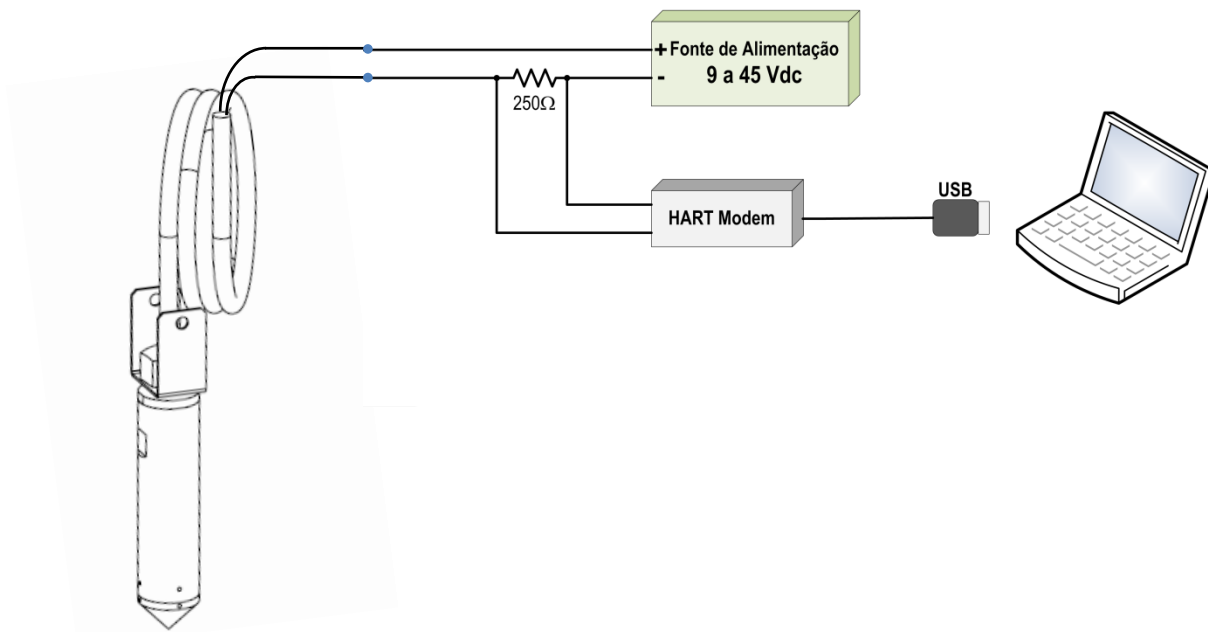 + Fonte de Alimentação
- 9 a 45 Vdc
250Ω
USB
HART Modem